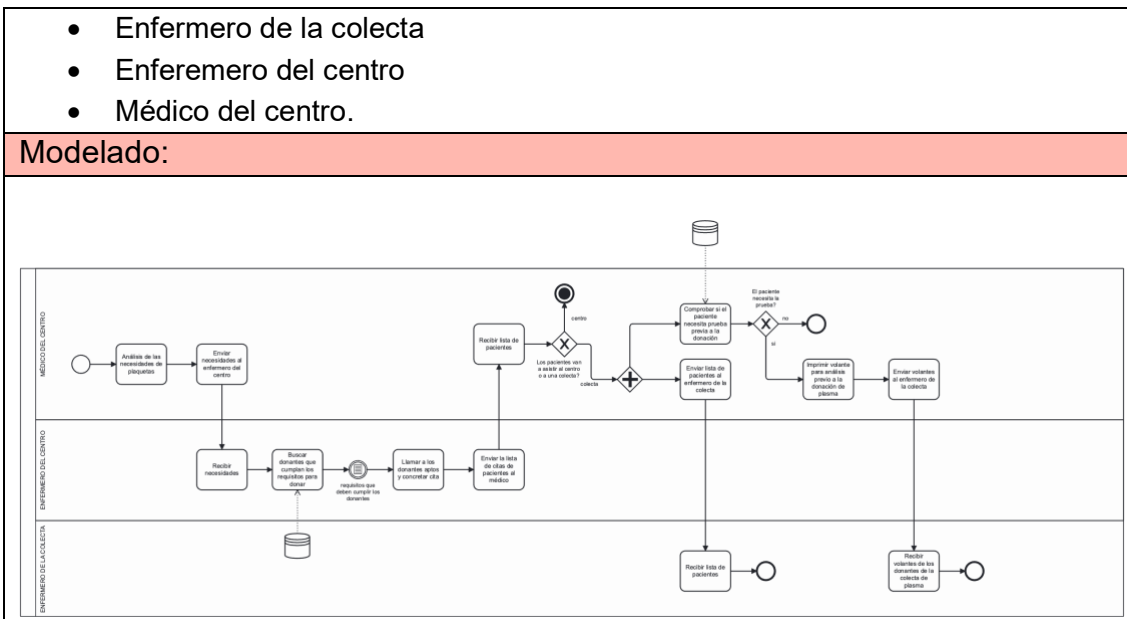 • Enfermero de la colecta
• Enferemero del centro
• Médico del centro.
Modelado:
MÉDICO DEL CENTRO
Análisis de las
necesidades de
plaquetas
Enviar
necesidades al
enfermero del
centro
Recibir lista de
pacientes
centro
Los pacientes van
a asistir al centro
o a una colecta?
colecta
Comprobar si el
paciente
necesita prueba
previa a la
donación
El paciente
necesita la
prueba?
no
si
Enviar lista de
pacientes al
enfermero de la
colecta
Imprimir volante
para análisis
previo a la
donación de
plasma
Enviar volantes
al enfermero de
la colecta
ENFERMERO DEL CENTRO
Recibir
necesidades
Buscar
donantes que
cumplan los
requisitos para
donar
requisitos que
deben cumplir los
donantes
Llamar a los
donantes aptos
y concretar cita
Enviar la lista
de citas de
pacientes al
médico
ENFERMERO DE LA COLECTA
Recibir lista de
pacientes
Recibir
volantes de los
donantes de la
colecta de
plasma